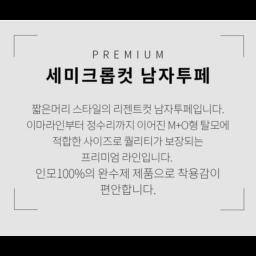 PREMIUM
세미크롭컷 남자투페
짧은머리 스타일의 리젠트컷 남자투페입니다.
이마라인부터 정수리까지 이어진 M+O형 탈모에
적합한 사이즈로 퀄리티가 보장되는
프리미엄 라인입니다.
인모100%의 완수제 제품으로 착용감이
편안합니다.